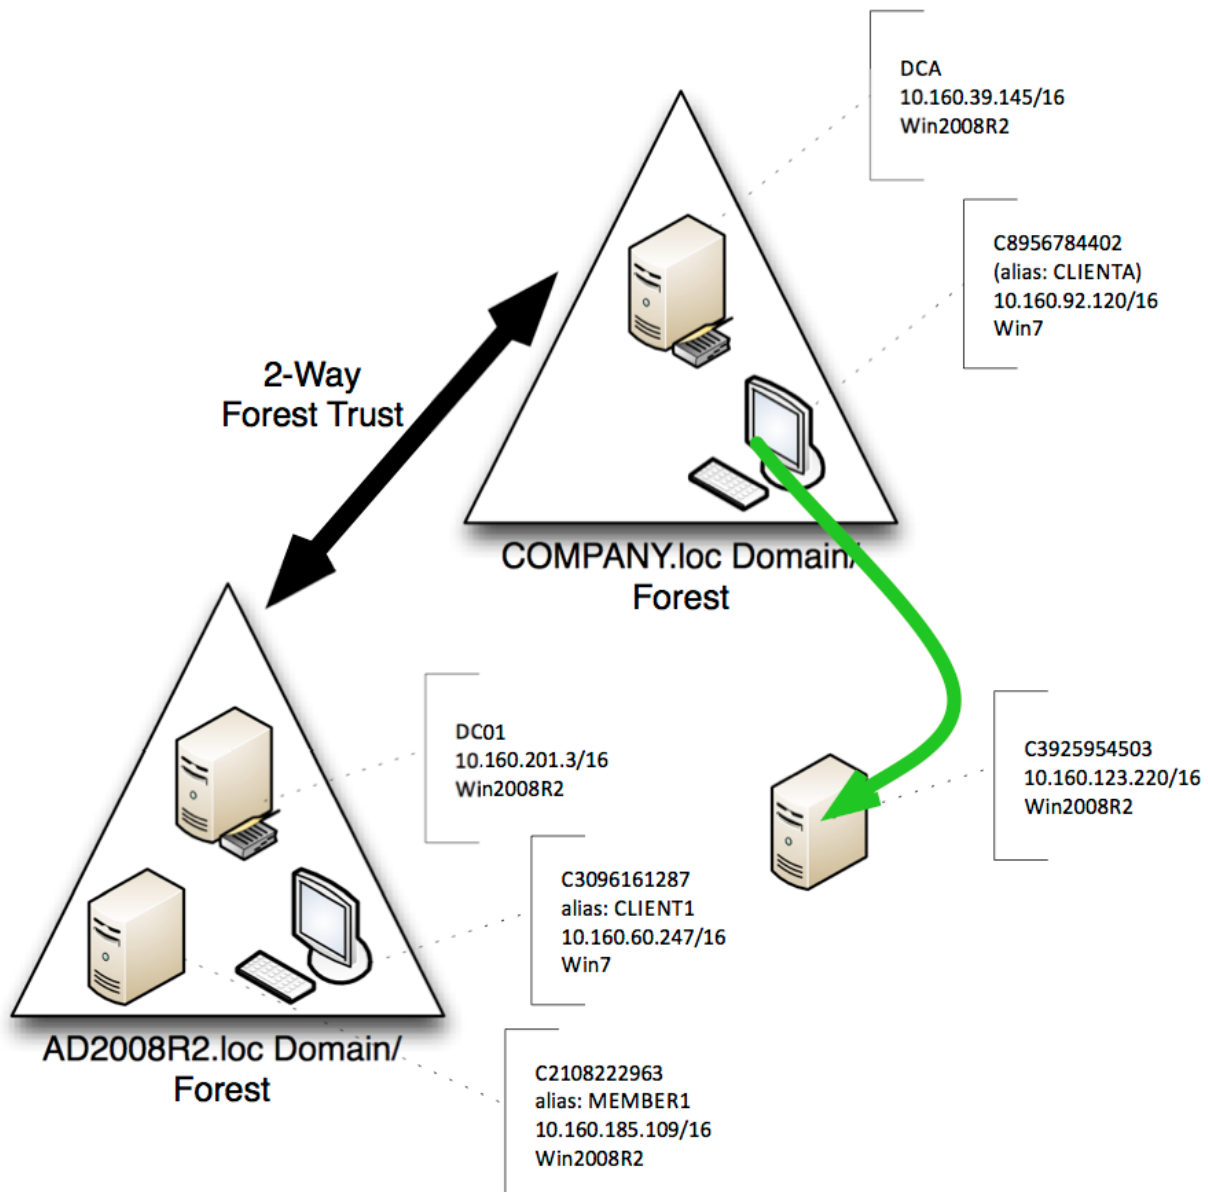 DCA
10.160.39.145/16
Win2008R2
C8956784402
(alias: CLIENTA)
10.160.92.120/16
Win7
2-Way
Forest Trust
COMPANY.loc Domain/
Forest
DC01
10.160.201.3/16
Win2008R2
C3925954503
10.160.123.220/16
Win2008R2
C3096161287
alias: CLIENT1
10.160.60.247/16
Win7
AD2008R2.loc Domain/
Forest
C2108222963
alias: MEMBER1
10.160.185.109/16
Win2008R2